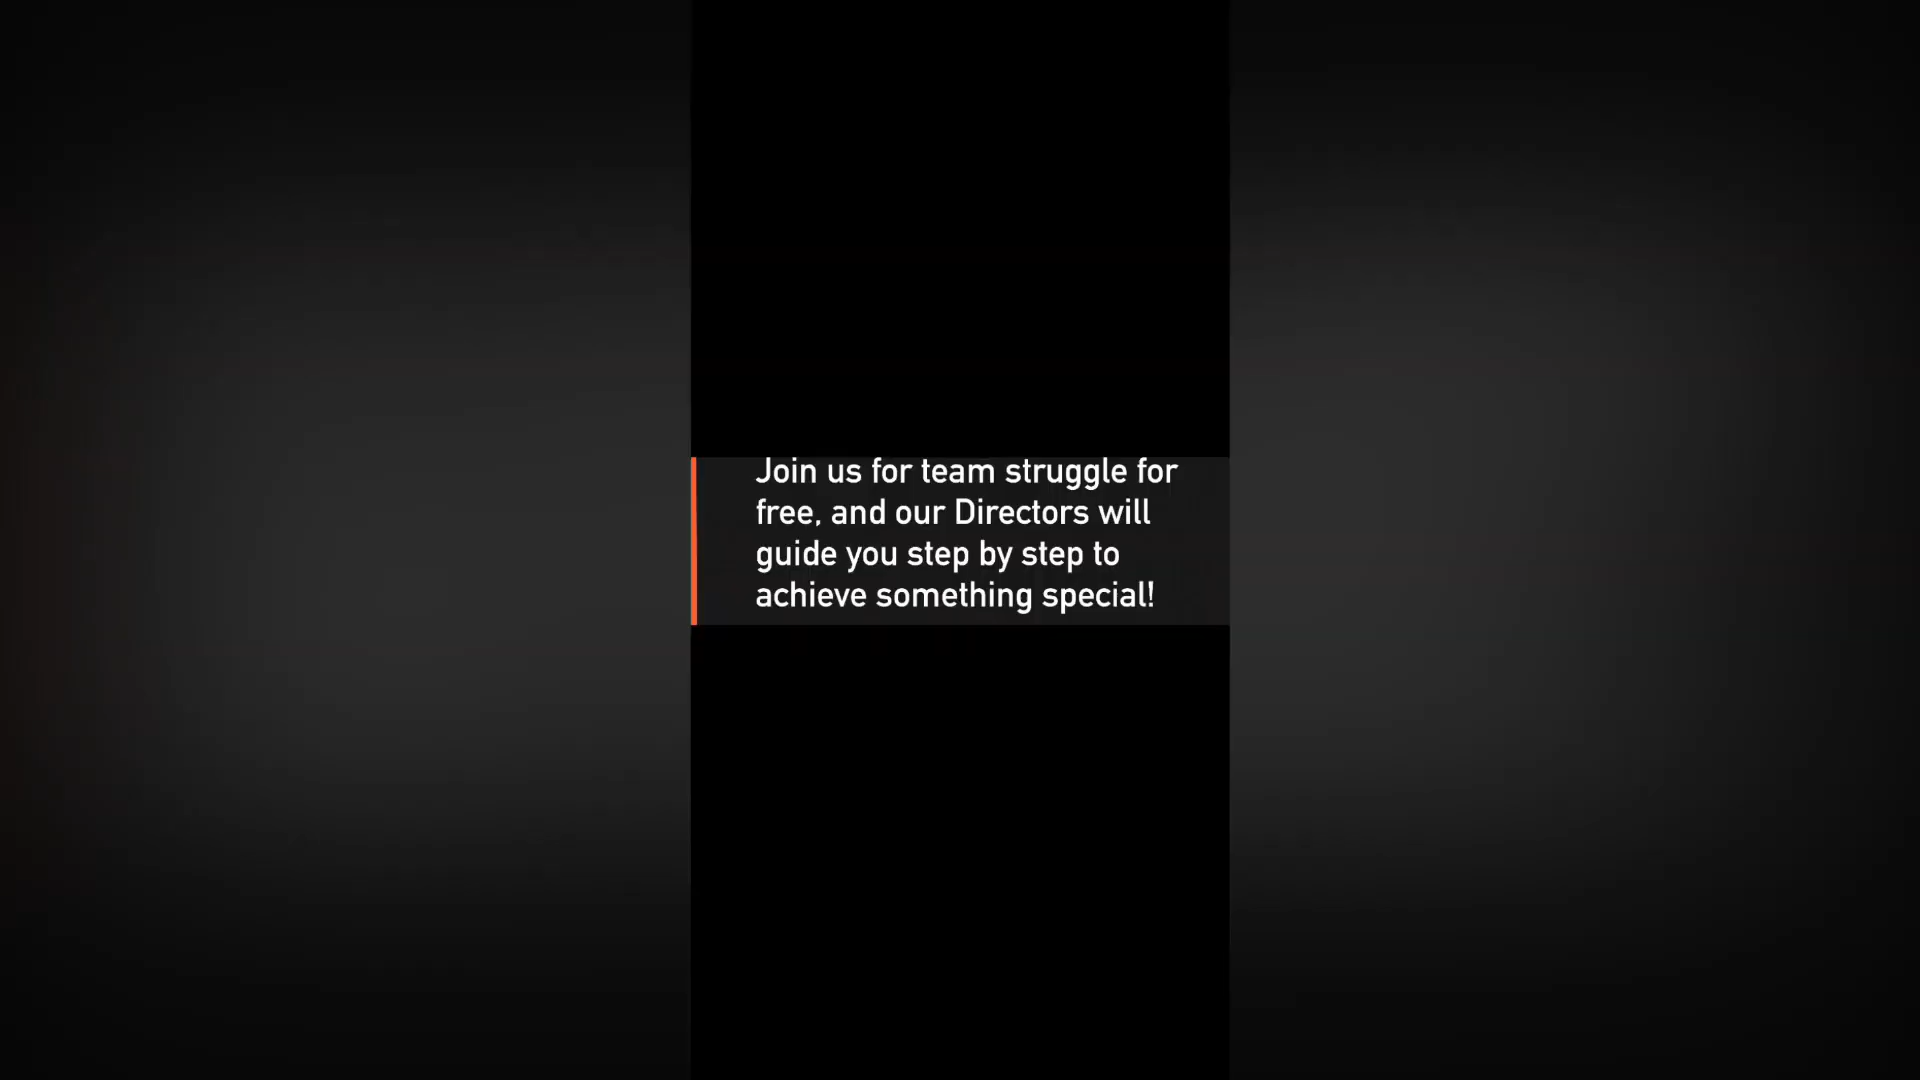 Join us for team struggle for
free, and our Directors will
guide you step by step to
achieve something special!